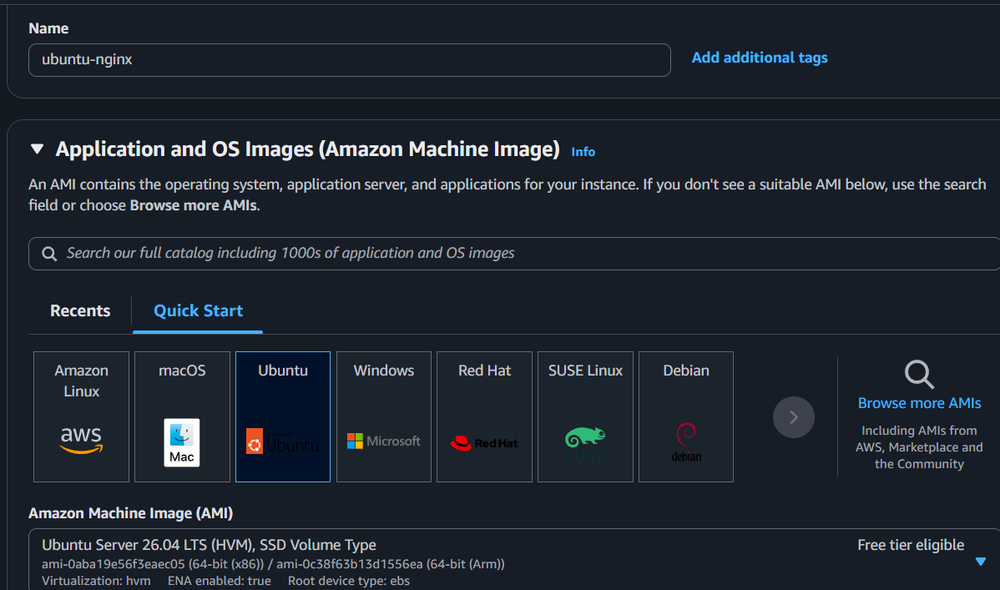 Name
ubuntu-nginx
Add additional tags
Application and OS Images (Amazon Machine Image) Info
An AMI contains the operating system, application server, and applications for your instance. If you don't see a suitable AMI below, use the search
field or choose Browse more AMIs.
Search our full catalog including 1000s of application and OS images
Recents
Quick Start
Amazon
Linux
aws
macOS
Mac
Ubuntu
Ubuntu
Windows
Microsoft
Red Hat
Red Hat
SUSE Linux
SUSE
Debian
debian
Browse more AMIs
Including AMIs from
AWS, Marketplace and
the Community
Amazon Machine Image (AMI)
Ubuntu Server 26.04 LTS (HVM), SSD Volume Type
Free tier eligible
ami-0aba19e56f3eaec05 (64-bit (x86)) / ami-0c38f63b13d1556ea (64-bit (Arm))
Virtualization: hvm ENA enabled: true Root device type: ebs